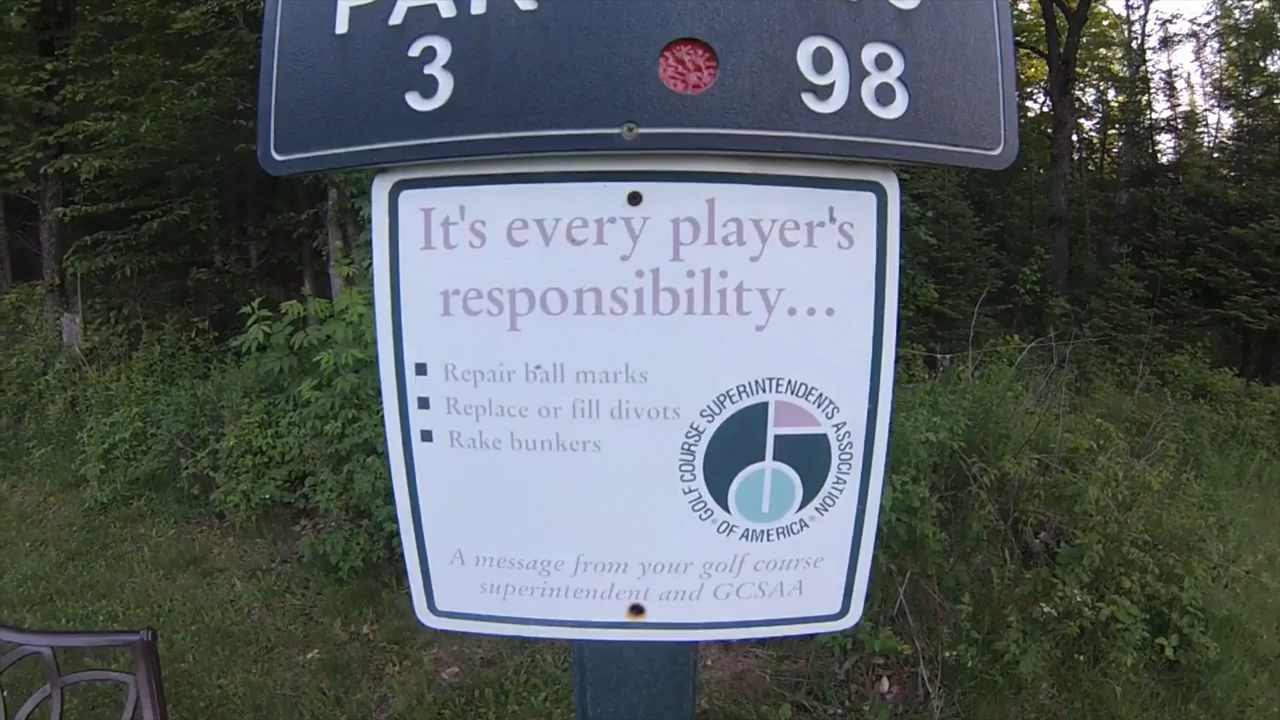 PAR
3 98
It's every player's
responsibility...
Repair ball marks
Replace or fill divots
Rake bunkers
GOLF COURSE SUPERINTENDENTS ASSOCIATION
OF AMERICA
A message from your golf course
superintendent and GCSAA